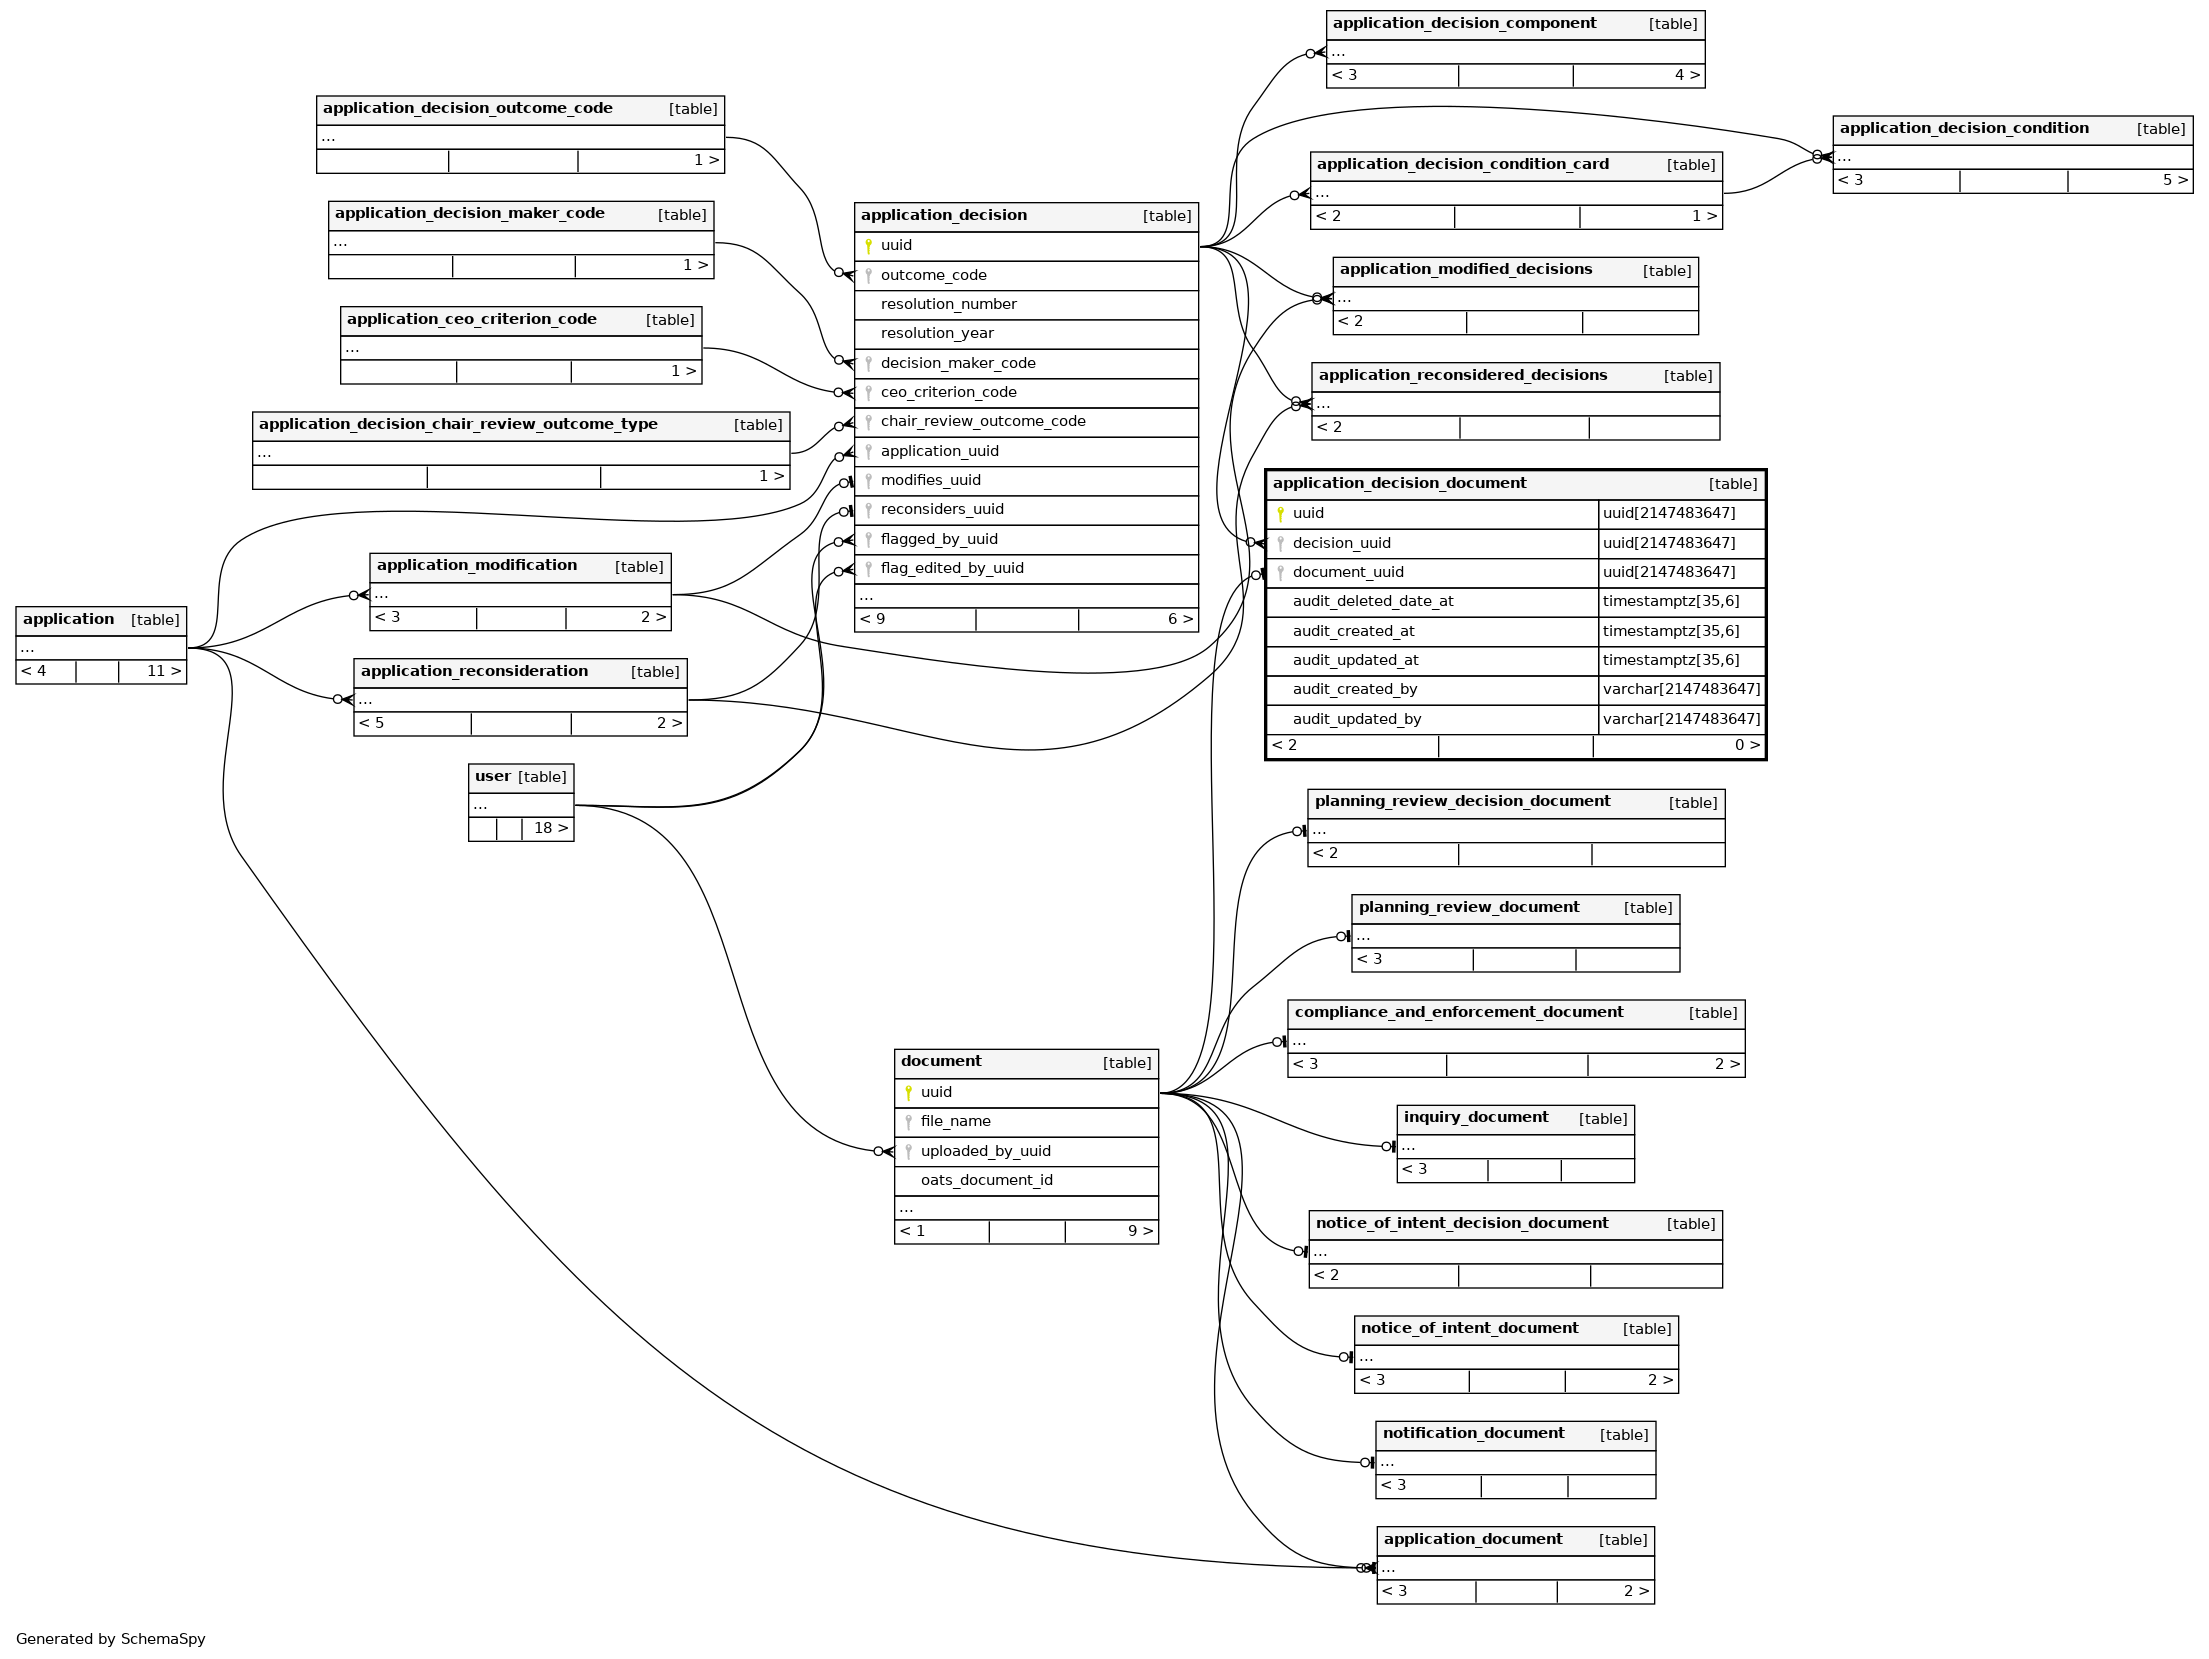 application_decision_component [table]
...
< 3 4 >
application_decision_outcome_code [table]
...
1 >
application_decision_condition [table]
...
< 3 5 >
application_decision_condition_card [table]
...
< 2 1 >
application_decision_maker_code [table]
...
1 >
application_decision [table]
uuid
outcome_code
resolution_number
resolution_year
decision_maker_code
ceo_criterion_code
chair_review_outcome_code
application_uuid
modifies_uuid
reconsiders_uuid
flagged_by_uuid
flag_edited_by_uuid
...
< 9 6 >
application_modified_decisions [table]
...
< 2
application_ceo_criterion_code [table]
...
1 >
application_reconsidered_decisions [table]
...
< 2
application_decision_chair_review_outcome_type [table]
...
1 >
application_decision_document [table]
uuid uuid[2147483647]
decision_uuid uuid[2147483647]
document_uuid uuid[2147483647]
audit_deleted_date_at timestamptz[35,6]
audit_created_at timestamptz[35,6]
audit_updated_at timestamptz[35,6]
audit_created_by varchar[2147483647]
audit_updated_by varchar[2147483647]
< 2 0 >
application_modification [table]
...
< 3 2 >
application [table]
...
< 4 11 >
application_reconsideration [table]
...
< 5 2 >
user [table]
...
18 >
planning_review_decision_document [table]
...
< 2
planning_review_document [table]
...
< 3
compliance_and_enforcement_document [table]
...
< 3 2 >
document [table]
uuid
file_name
uploaded_by_uuid
oats_document_id
...
< 1 9 >
inquiry_document [table]
...
< 3
notice_of_intent_decision_document [table]
...
< 2
notice_of_intent_document [table]
...
< 3 2 >
notification_document [table]
...
< 3
application_document [table]
...
< 3 2 >
Generated by SchemaSpy